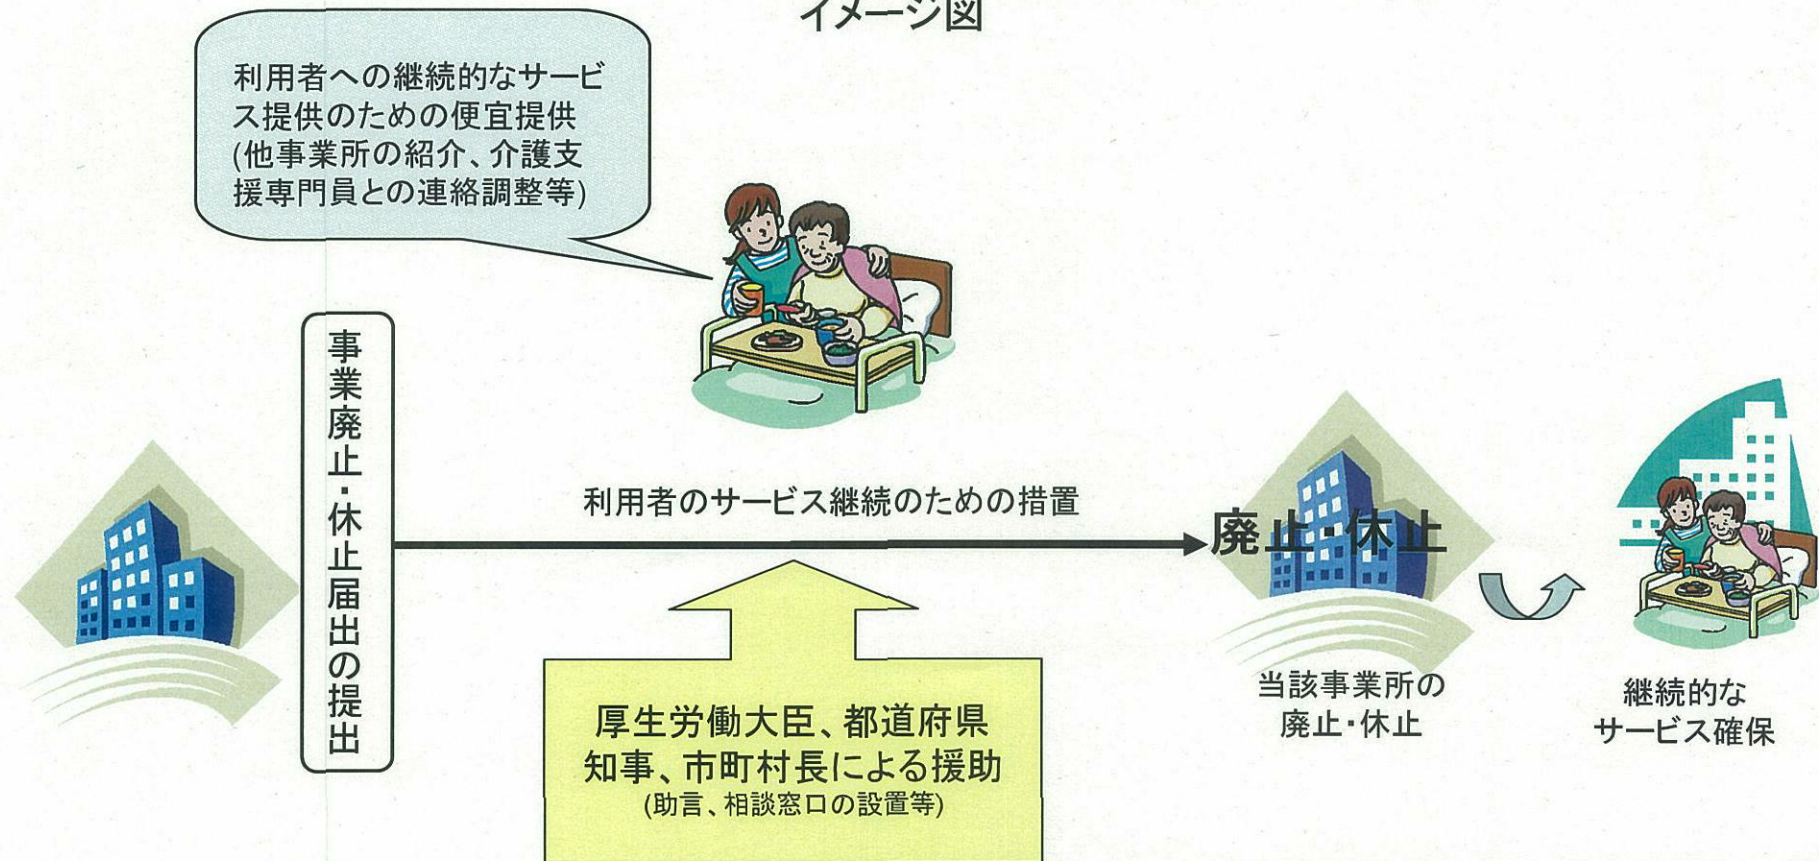 イメージ図
利用者への継続的なサービ
ス提供のための便宜提供
(他事業所の紹介、介護支
援専門員との連絡調整等)
事業廃止・休止届出の提出
利用者のサービス継続のための措置
廃止・休止
厚生労働大臣、都道府県
知事、市町村長による援助
(助言、相談窓口の設置等)
当該事業所の
廃止・休止
継続的な
サービス確保